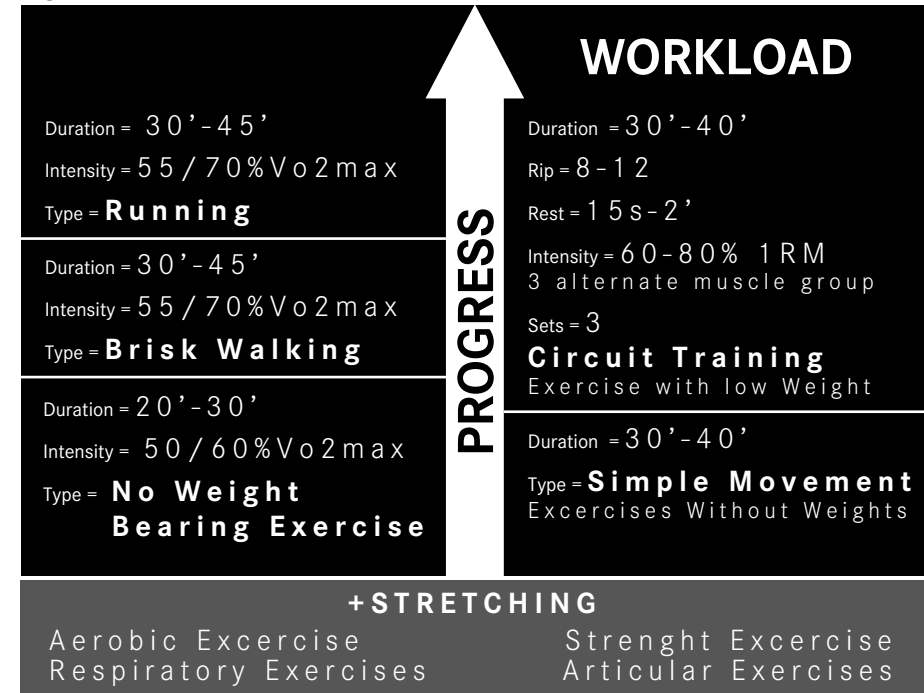 WORKLOAD
Duration = 30'-45'
Intensity = 55/70%Vo2max
Type = Running
Duration = 30'-45'
Intensity = 55/70%Vo2max
Type = Brisk Walking
Duration = 20'-30'
Intensity = 50/60%Vo2max
Type = No Weight
Bearing Exercise
PROGRESS
Duration = 30'-40'
Rip = 8-12
Rest = 15s-2'
Intensity = 60-80% 1RM
3 alternate muscle group
Sets = 3
Circuit Training
Exercise with low Weight
Duration = 30'-40'
Type = Simple Movement
Excercises Without Weights
+STRETCHING
Aerobic Excercise
Respiratory Exercises
Strenght Excercise
Articular Exercises